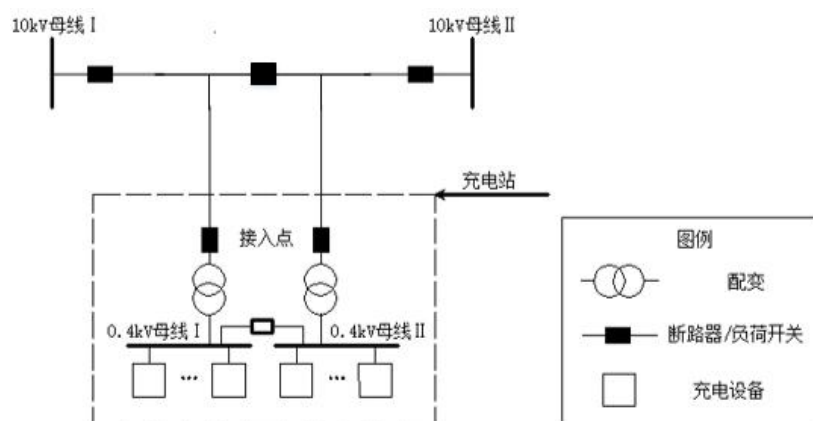 10kV母线Ⅰ
10kV母线Ⅱ
充电站
接入点
0.4kV母线Ⅰ
0.4kV母线Ⅱ
...
...
图例
配变
断路器/负荷开关
充电设备